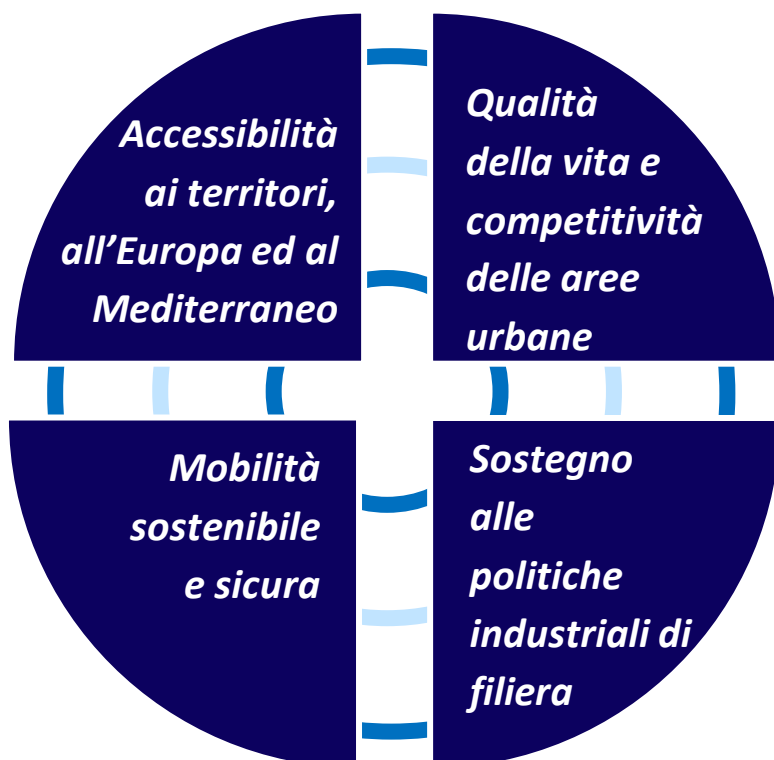 Accessibilità
ai territori,
all’Europa ed al
Mediterraneo
Qualità
della vita e
competitività
delle aree
urbane
Mobilità
sostenibile
e sicura
Sostegno
alle
politiche
industriali di
filiera